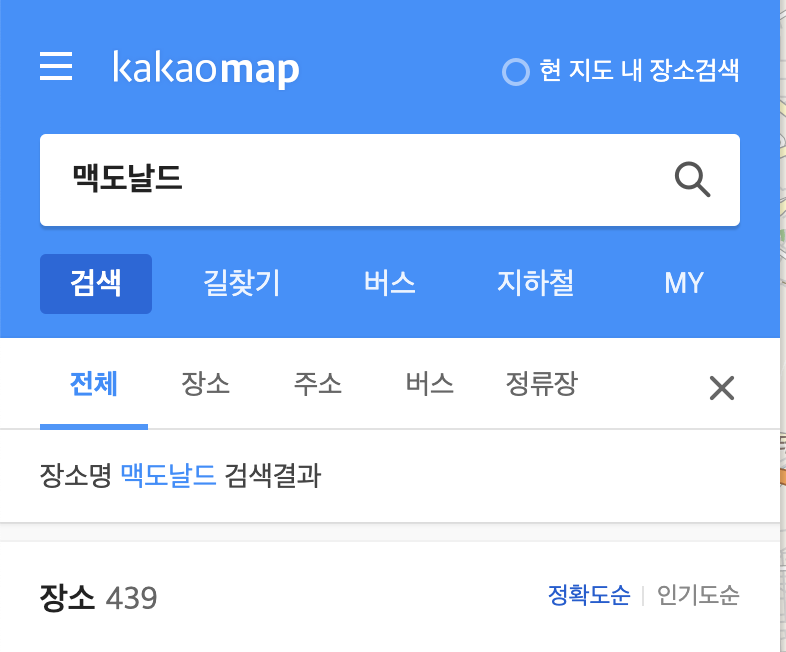 kakaomap
현 지도 내 장소검색
맥도날드
검색 길찾기 버스 지하철 MY
전체 장소 주소 버스 정류장
장소명 맥도날드 검색결과
장소 439
정확도순 인기도순